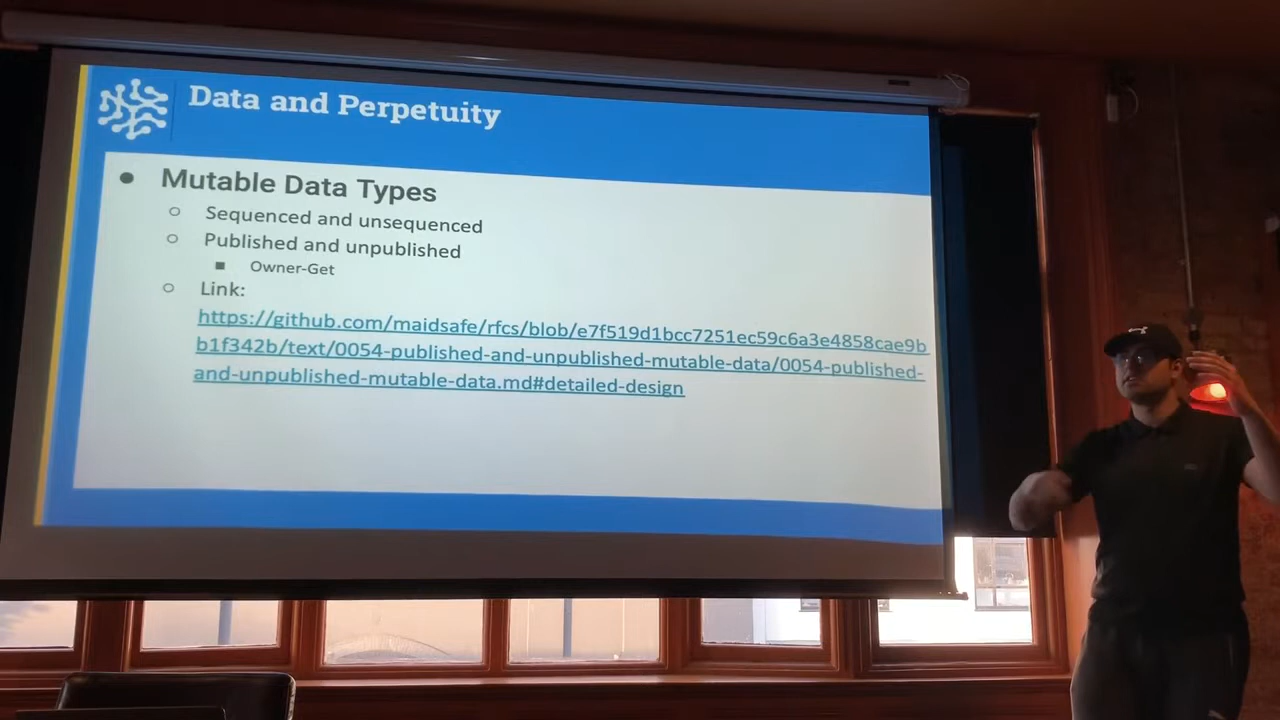 Data and Perpetuity
● Mutable Data Types
○ Sequenced and unsequenced
○ Published and unpublished
■ Owner-Get
○ Link:
https://github.com/maidsafe/rfcs/blob/e7f519d1bcc7251ec59c6a3e4858cae9b
b1f342b/text/0054-published-and-unpublished-mutable-data/0054-published-
and-unpublished-mutable-data.md#detailed-design